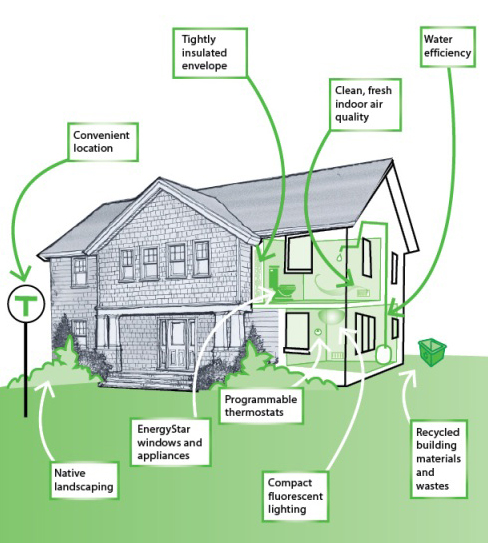 Tightly
insulated
envelope
Water
efficiency
Clean, fresh
indoor air
quality
Convenient
location
T
Programmable
thermostats
EnergyStar
windows and
appliances
Native
landscaping
Compact
fluorescent
lighting
Recycled
building
materials
and
wastes